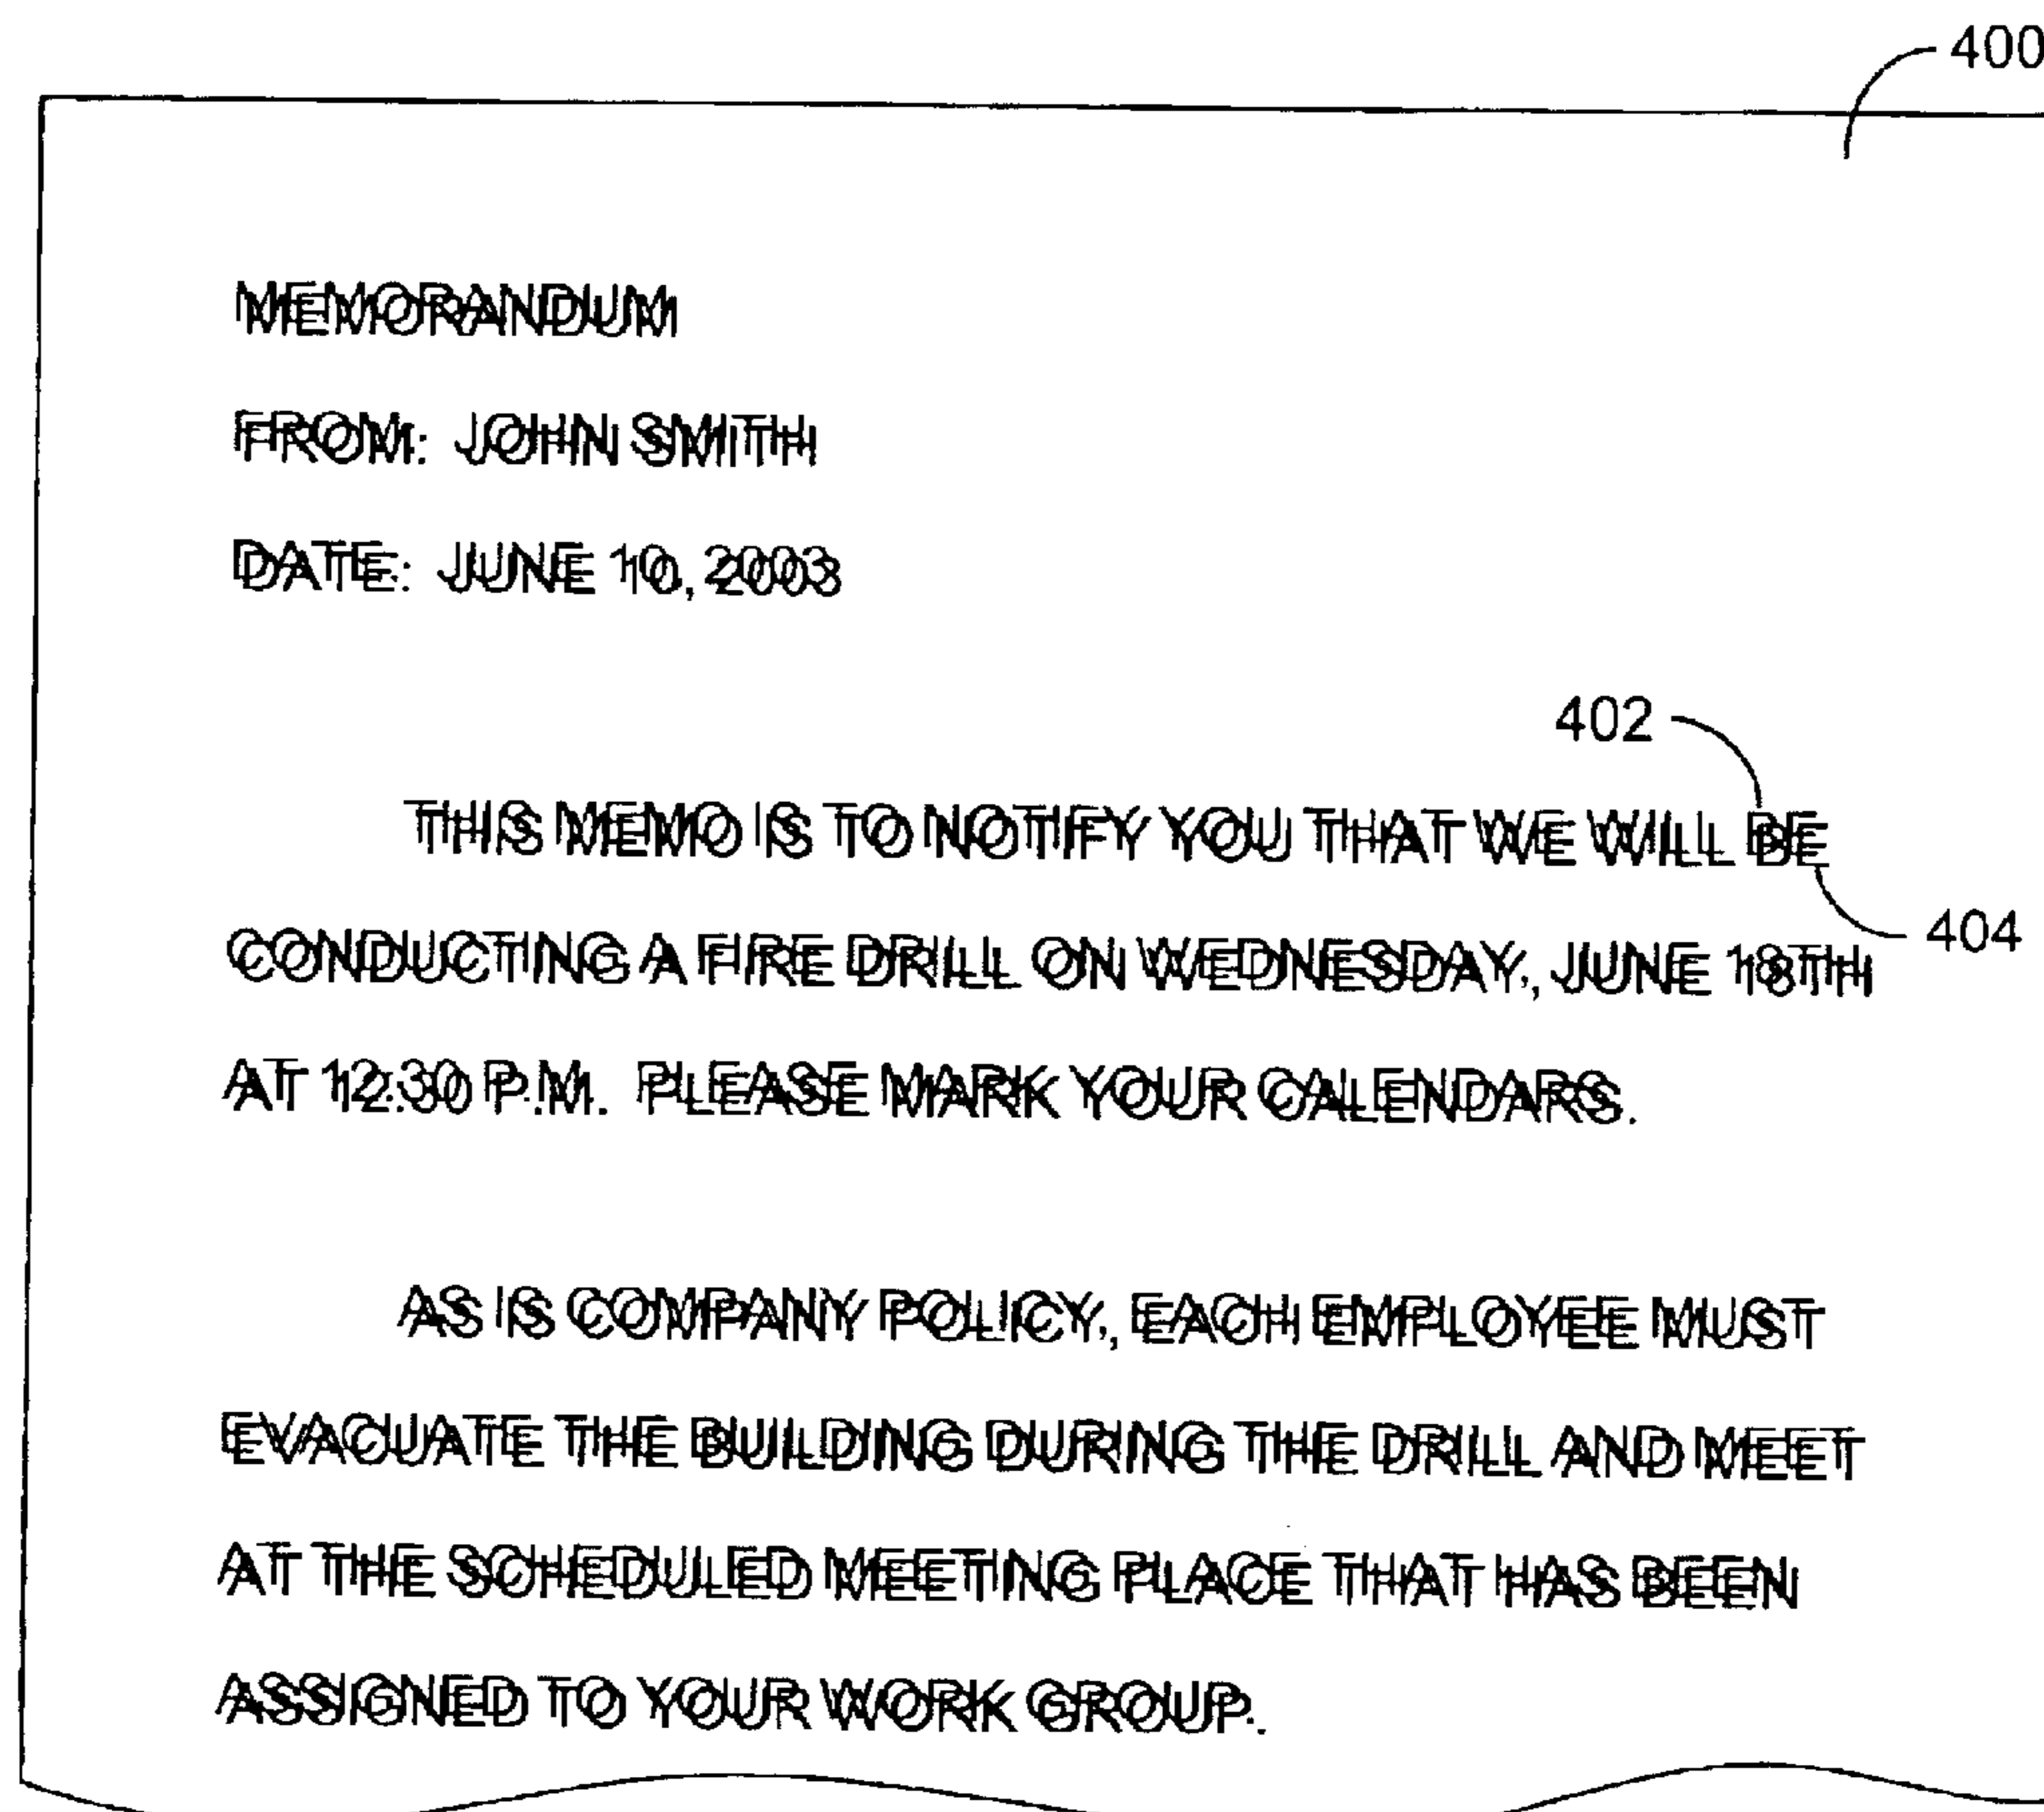 400
MEMORANDUM
FROM: JOHN SMITH
DATE: JUNE 10, 2003
402
THIS MEMO IS TO NOTIFY YOU THAT WE WILL BE
404
CONDUCTING A FIRE DRILL ON WEDNESDAY, JUNE 18TH
AT 12:30 P.M. PLEASE MARK YOUR CALENDARS.
AS IS COMPANY POLICY, EACH EMPLOYEE MUST
EVACUATE THE BUILDING DURING THE DRILL AND MEET
AT THE SCHEDULED MEETING PLACE THAT HAS BEEN
ASSIGNED TO YOUR WORK GROUP.